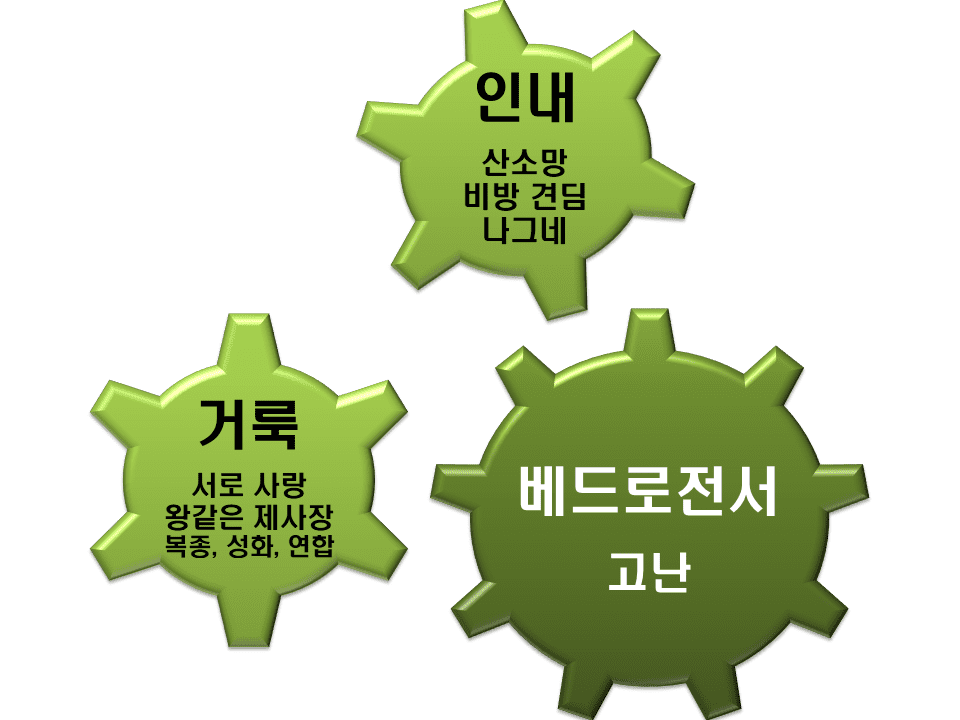 인내
산소망
비방 견딤
나그네
거룩
서로 사랑
왕같은 제사장
복종, 성화, 연합
베드로전서
고난